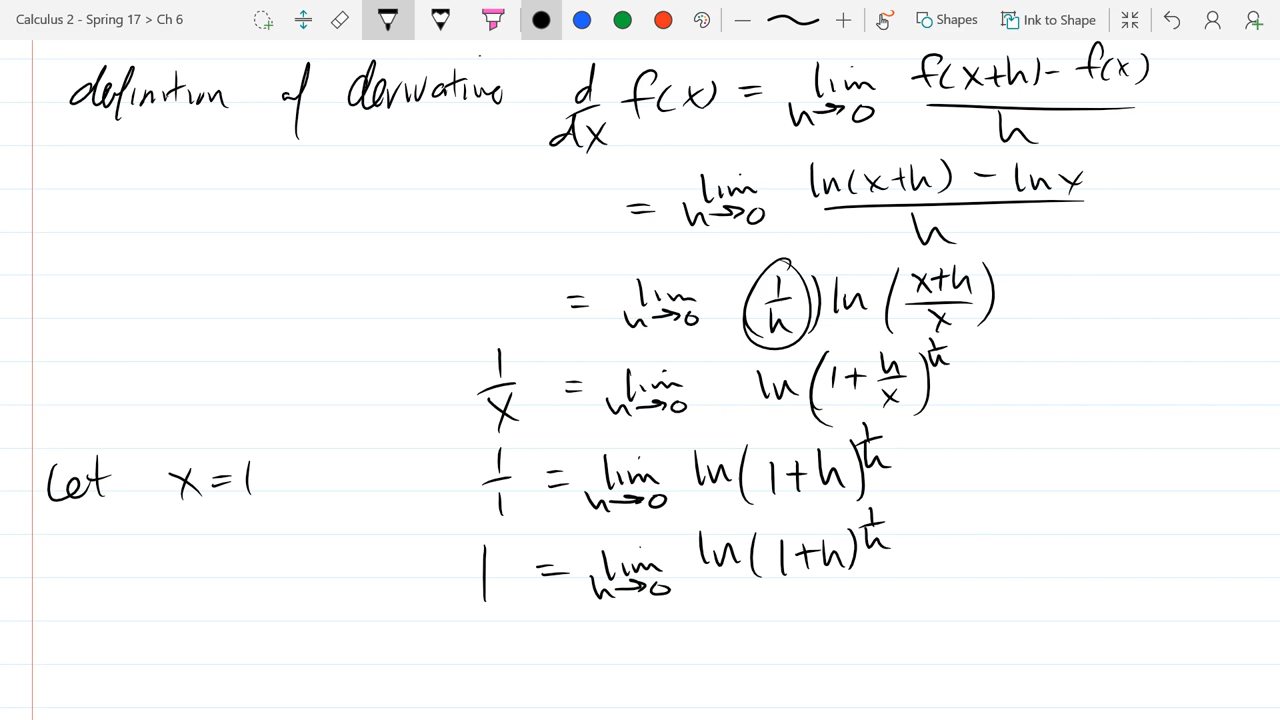 Calculus 2 - Spring 17 > Ch 6 Shapes Ink to Shape
definition of derivative d/dx f(x) = lim h→0 (f(x+h) - f(x))/h
= lim h→0 (ln(x+h) - ln x)/h
= lim h→0 (1/h) ln((x+h)/x)
1/x = lim h→0 ln(1 + h/x)^(1/h)
Let x = 1 1/1 = lim h→0 ln(1+h)^(1/h)
1 = lim h→0 ln(1+h)^(1/h)